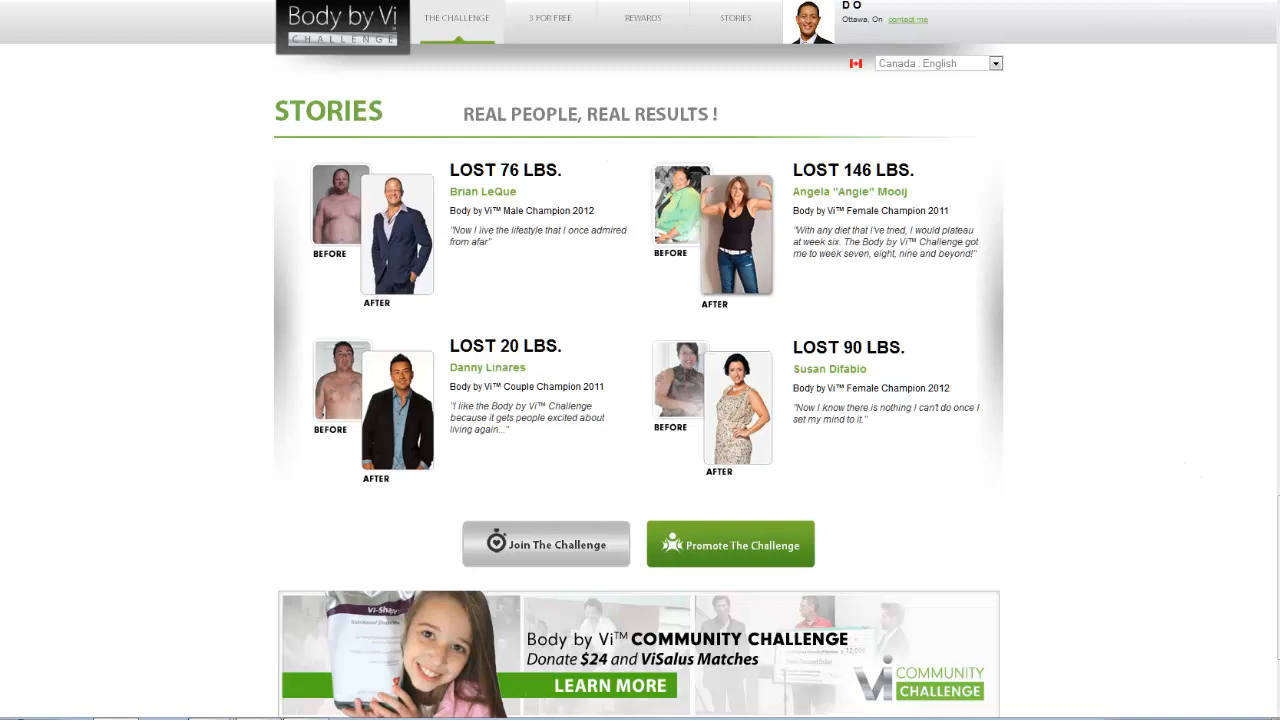 Body by Vi™
CHALLENGE
THE CHALLENGE
3 FOR FREE
REWARDS
STORIES
D O
Ottawa, On contact me
Canada : English
STORIES
REAL PEOPLE, REAL RESULTS !
LOST 76 LBS.
Brian LeQue
Body by Vi™ Male Champion 2012
"Now I live the lifestyle that I once admired
from afar"
BEFORE
AFTER
LOST 146 LBS.
Angela "Angie" Mooij
Body by Vi™ Female Champion 2011
"With any diet that I've tried, I would plateau
at week six. The Body by Vi™ Challenge got
me to week seven, eight, nine and beyond!"
BEFORE
AFTER
LOST 20 LBS.
Danny Linares
Body by Vi™ Couple Champion 2011
"I like the Body by Vi™ Challenge
because it gets people excited about
living again..."
BEFORE
AFTER
LOST 90 LBS.
Susan Difabio
Body by Vi™ Female Champion 2012
"Now I know there is nothing I can't do once I
set my mind to it."
BEFORE
AFTER
Join The Challenge
Promote The Challenge
Vi-Shape
Body by Vi™ COMMUNITY CHALLENGE
Donate $24 and ViSalus Matches
LEARN MORE
Vi COMMUNITY
CHALLENGE